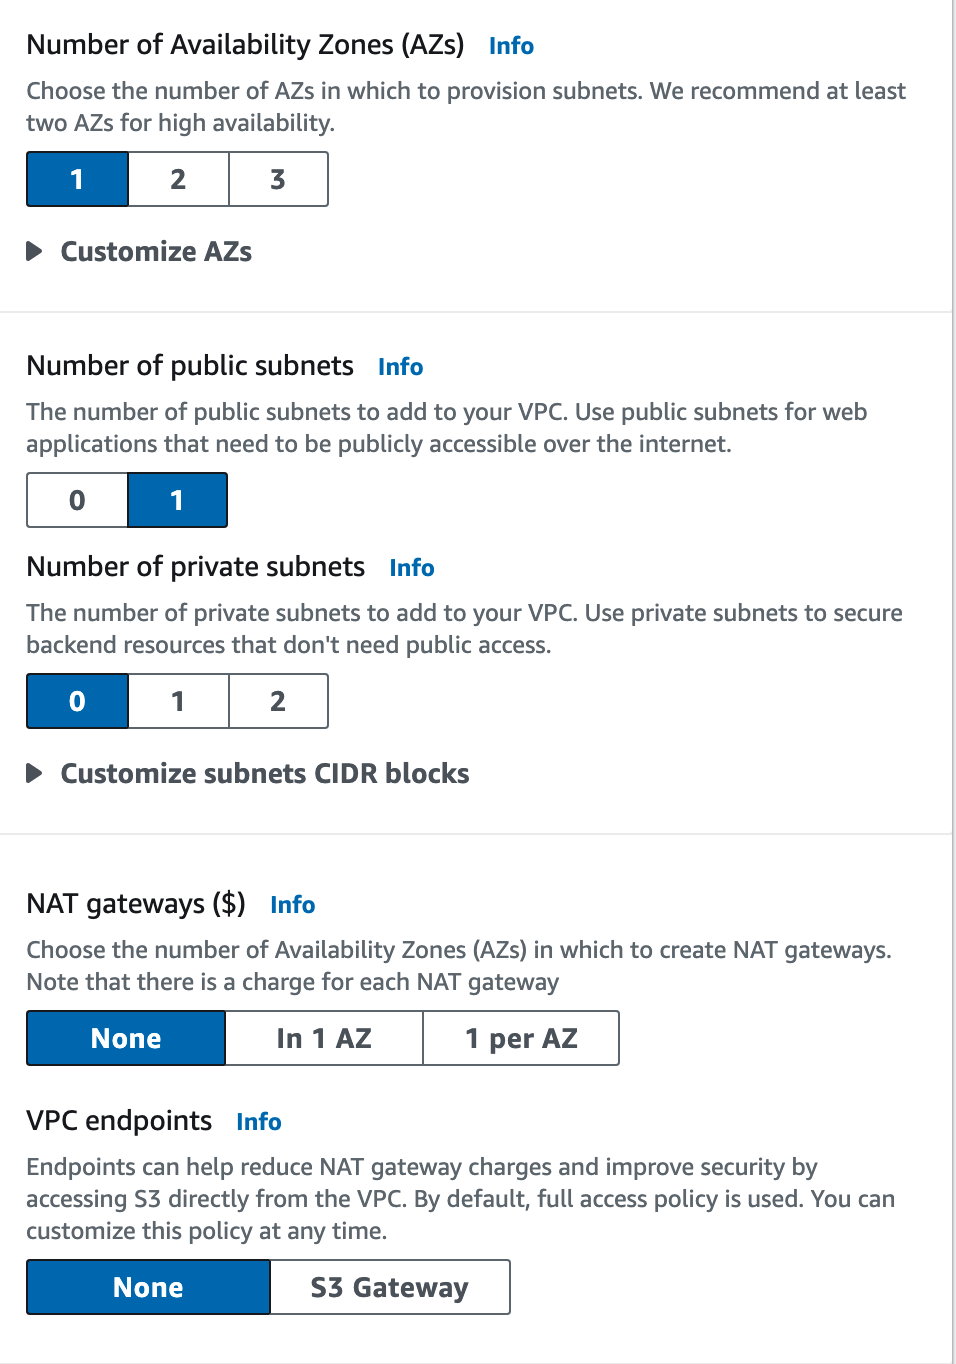 Number of Availability Zones (AZs) Info
Choose the number of AZs in which to provision subnets. We recommend at least
two AZs for high availability.
1 2 3
Customize AZs
Number of public subnets Info
The number of public subnets to add to your VPC. Use public subnets for web
applications that need to be publicly accessible over the internet.
0 1
Number of private subnets Info
The number of private subnets to add to your VPC. Use private subnets to secure
backend resources that don't need public access.
0 1 2
Customize subnets CIDR blocks
NAT gateways ($) Info
Choose the number of Availability Zones (AZs) in which to create NAT gateways.
Note that there is a charge for each NAT gateway
None In 1 AZ 1 per AZ
VPC endpoints Info
Endpoints can help reduce NAT gateway charges and improve security by
accessing S3 directly from the VPC. By default, full access policy is used. You can
customize this policy at any time.
None S3 Gateway